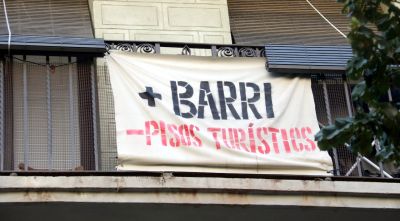 + BARRI
- PISOS TURÍSTICS